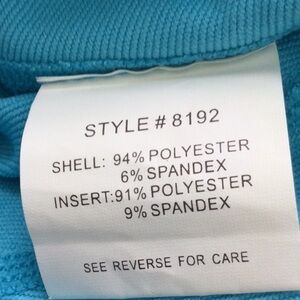 STYLE # 8192
SHELL: 94% POLYESTER
6% SPANDEX
INSERT:91% POLYESTER
9% SPANDEX
SEE REVERSE FOR CARE